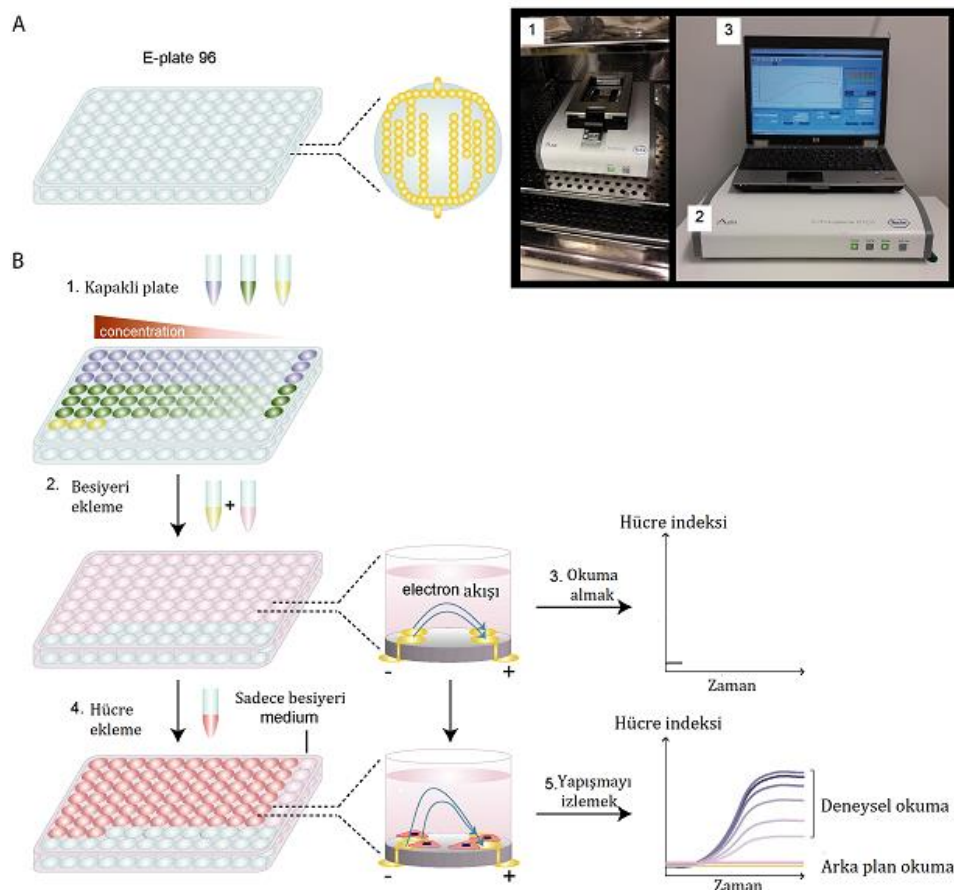 A
E-plate 96
1
3
2
B
1. Kapakli plate
concentration
2. Besiyeri
ekleme
+
electron akışı
- +
3. Okuma
almak
Hücre indeksi
Zaman
4. Hücre
ekleme
Sadece besiyeri
medium
- +
5. Yapışmayı
izlemek
Hücre indeksi
Deneysel okuma
Arka plan okuma
Zaman